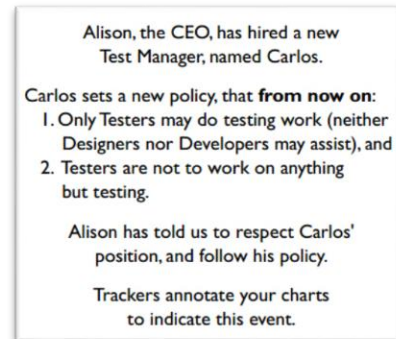 Alison, the CEO, has hired a new
Test Manager, named Carlos.
Carlos sets a new policy, that from now on:
1. Only Testers may do testing work (neither
Designers nor Developers may assist), and
2. Testers are not to work on anything
but testing.
Alison has told us to respect Carlos'
position, and follow his policy.
Trackers annotate your charts
to indicate this event.